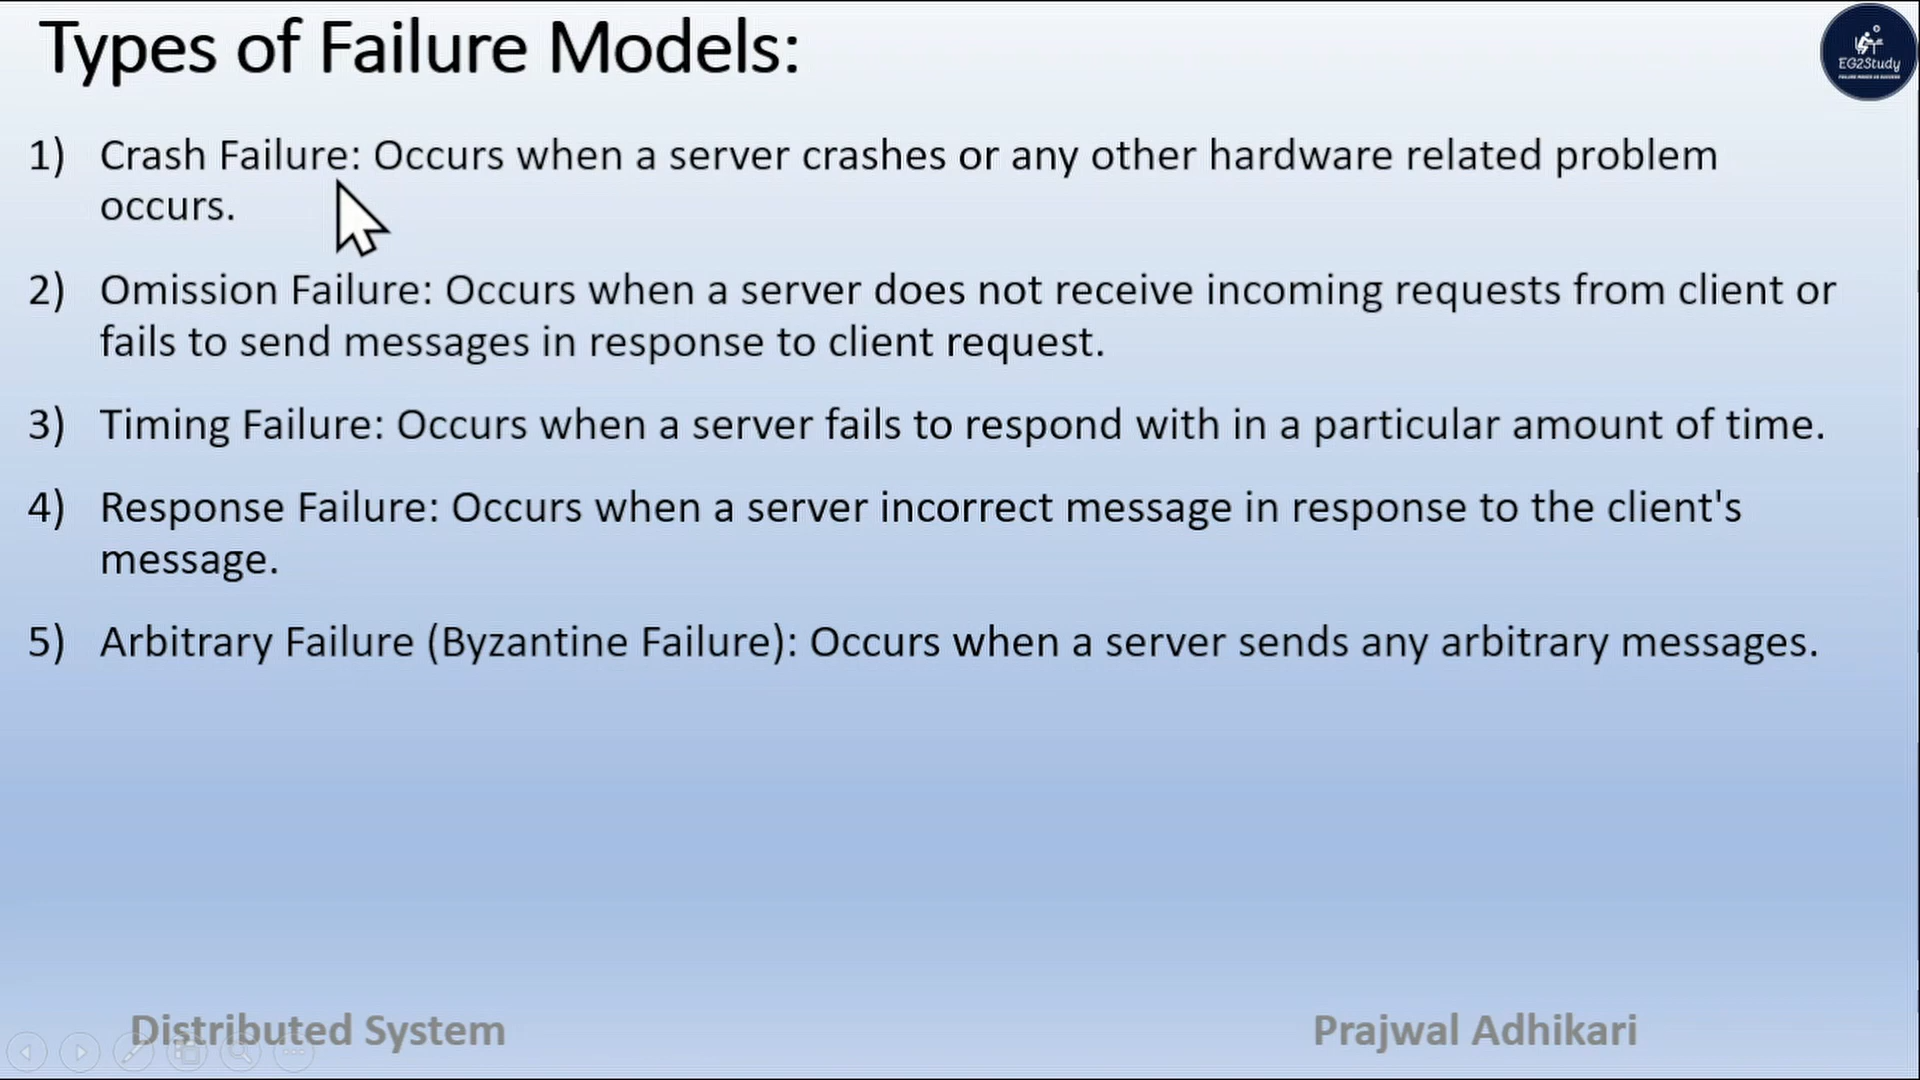 Types of Failure Models:
EG2Study
FAILURE MAKES US SUCCESS
1) Crash Failure: Occurs when a server crashes or any other hardware related problem
occurs.
2) Omission Failure: Occurs when a server does not receive incoming requests from client or
fails to send messages in response to client request.
3) Timing Failure: Occurs when a server fails to respond with in a particular amount of time.
4) Response Failure: Occurs when a server incorrect message in response to the client's
message.
5) Arbitrary Failure (Byzantine Failure): Occurs when a server sends any arbitrary messages.
Distributed System
Prajwal Adhikari